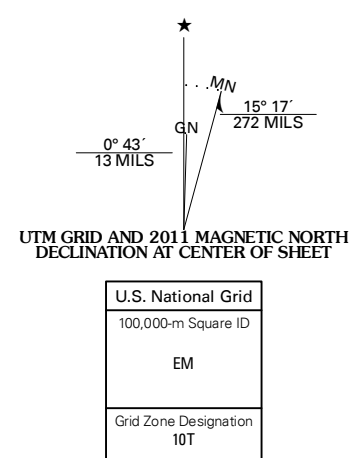 ★
MN
15° 17´
272 MILS
GN
0° 43´
13 MILS
UTM GRID AND 2011 MAGNETIC NORTH
DECLINATION AT CENTER OF SHEET
U.S. National Grid
100,000-m Square ID
EM
Grid Zone Designation
10T